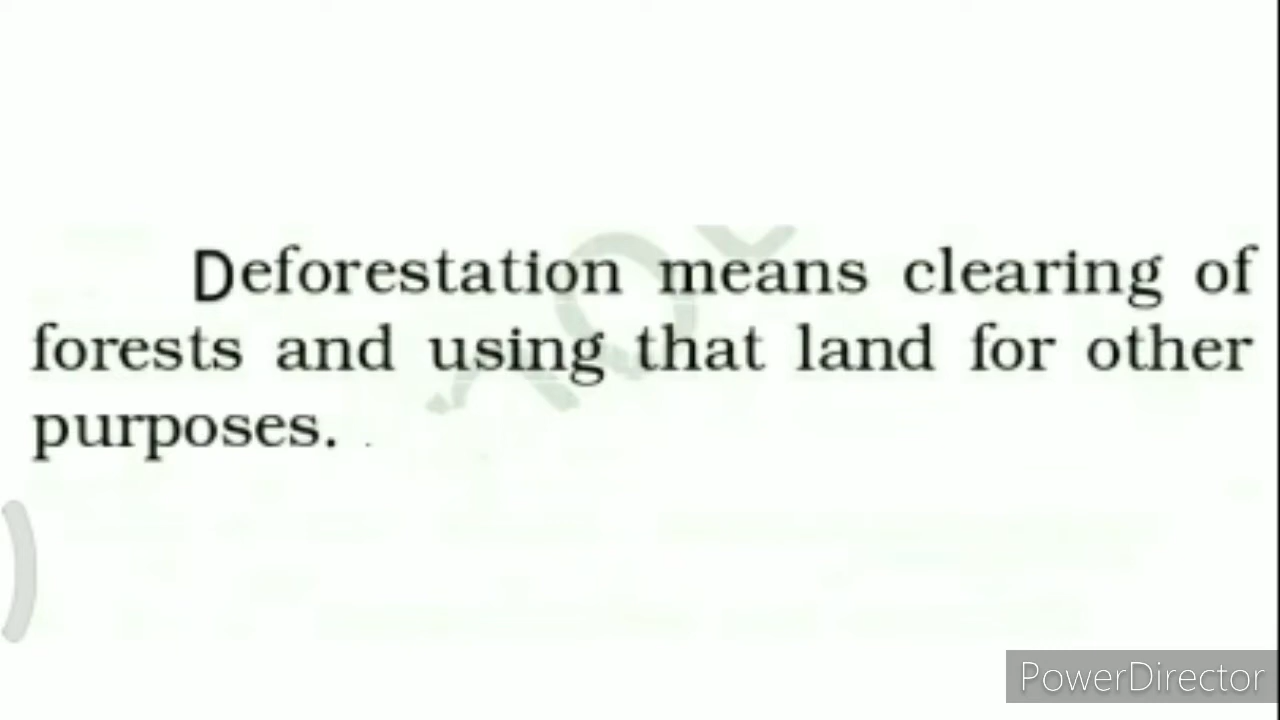 Deforestation means clearing of
forests and using that land for other
purposes.
PowerDirector